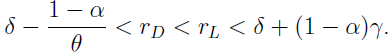 δ − (1 − α)/θ < r_D < r_L < δ + (1 − α)γ.